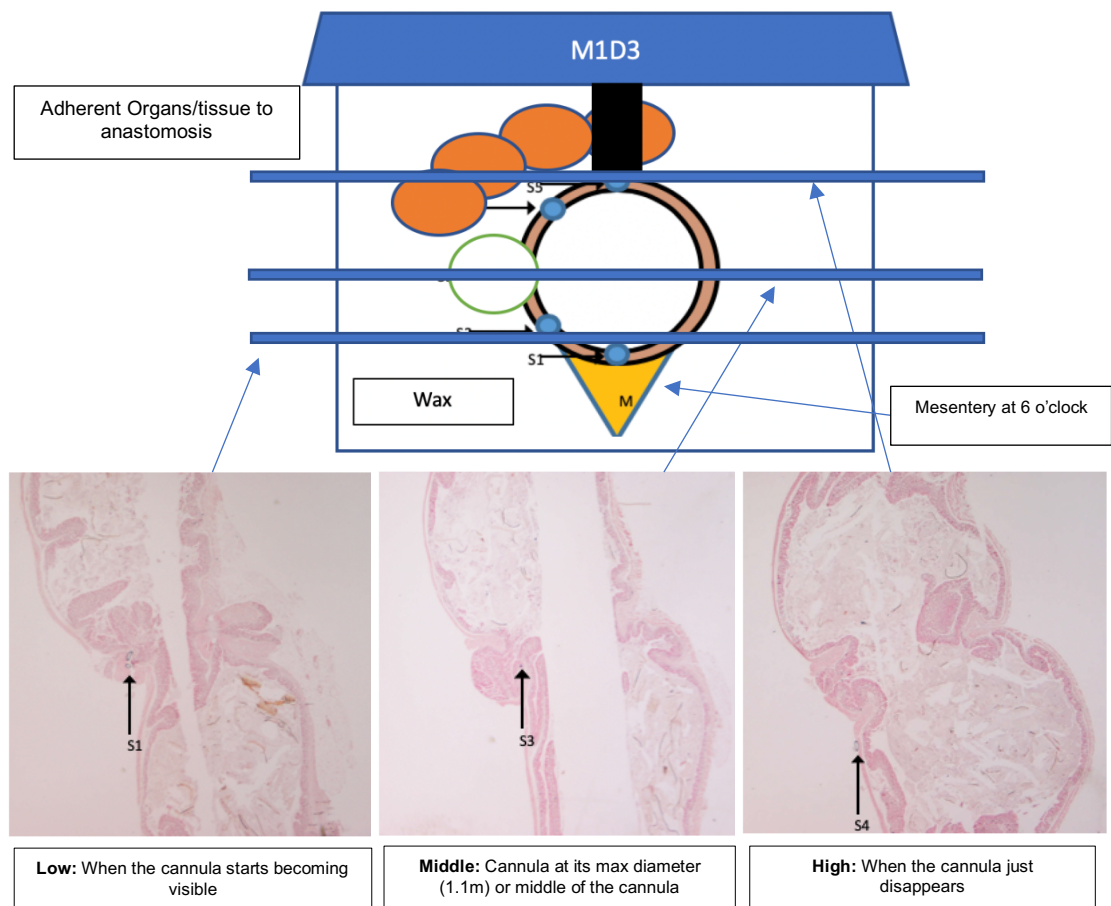 M1D3
Adherent Organs/tissue to
anastomosis
S5
S1
Wax
M
Mesentery at 6 o’clock
S1
S3
S4
Low: When the cannula starts becoming
visible
Middle: Cannula at its max diameter
(1.1m) or middle of the cannula
High: When the cannula just
disappears